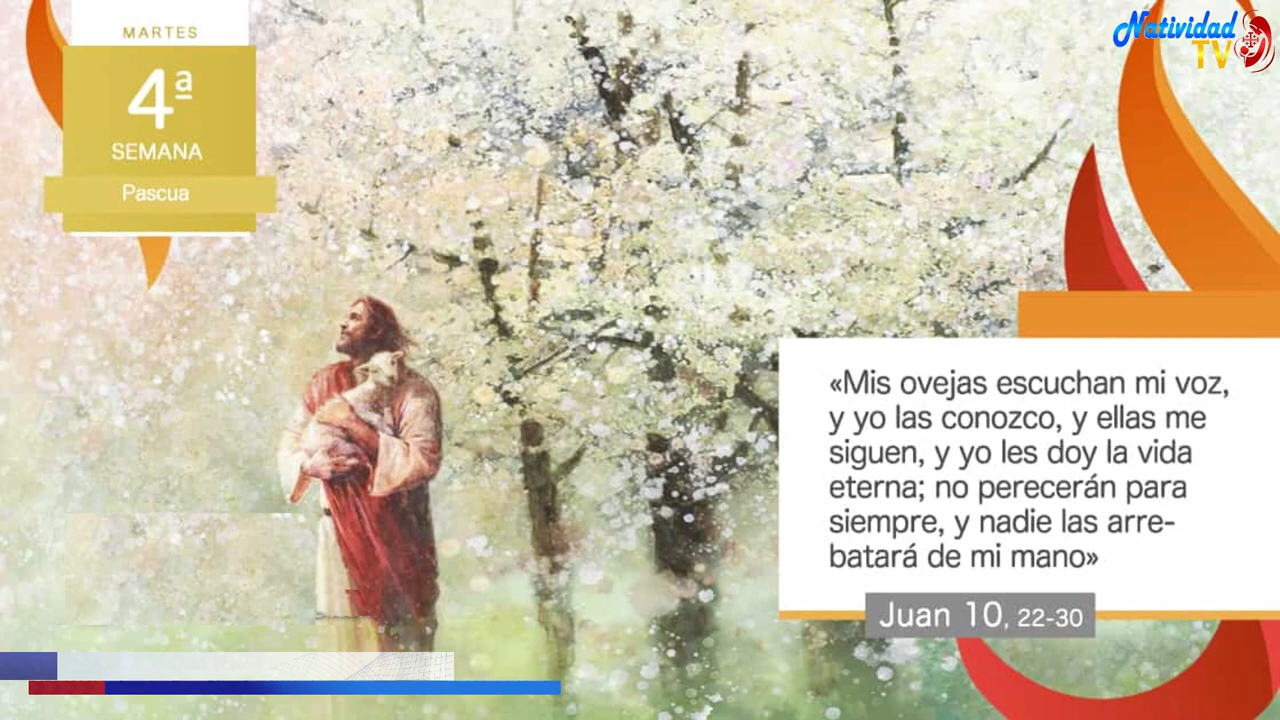 MARTES
4ª
SEMANA
Pascua
Natividad
TV
«Mis ovejas escuchan mi voz,
y yo las conozco, y ellas me
siguen, y yo les doy la vida
eterna; no perecerán para
siempre, y nadie las arre-
batará de mi mano»
Juan 10, 22-30